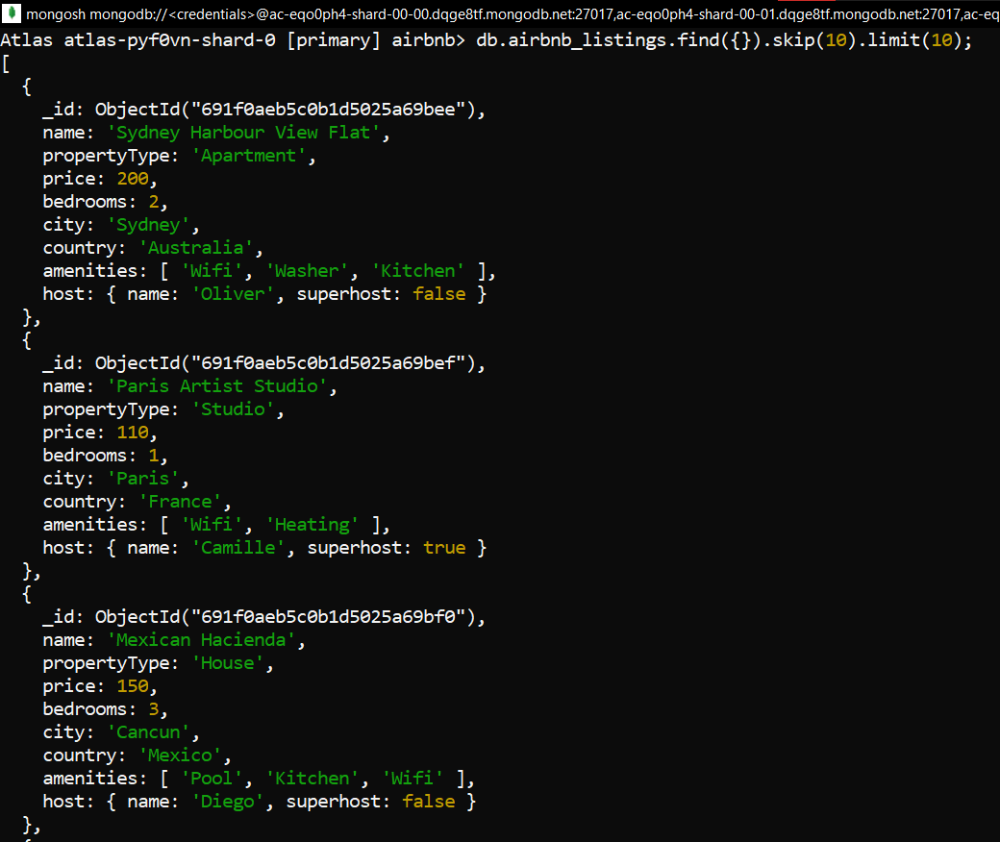 mongosh mongodb://<credentials>@ac-eqo0ph4-shard-00-00.dqge8tf.mongodb.net:27017,ac-eqo0ph4-shard-00-01.dqge8tf.mongodb.net:27017,ac-eq
Atlas atlas-pyf0vn-shard-0 [primary] airbnb> db.airbnb_listings.find({}).skip(10).limit(10);
[
  {
    _id: ObjectId("691f0aeb5c0b1d5025a69bee"),
    name: 'Sydney Harbour View Flat',
    propertyType: 'Apartment',
    price: 200,
    bedrooms: 2,
    city: 'Sydney',
    country: 'Australia',
    amenities: [ 'Wifi', 'Washer', 'Kitchen' ],
    host: { name: 'Oliver', superhost: false }
  },
  {
    _id: ObjectId("691f0aeb5c0b1d5025a69bef"),
    name: 'Paris Artist Studio',
    propertyType: 'Studio',
    price: 110,
    bedrooms: 1,
    city: 'Paris',
    country: 'France',
    amenities: [ 'Wifi', 'Heating' ],
    host: { name: 'Camille', superhost: true }
  },
  {
    _id: ObjectId("691f0aeb5c0b1d5025a69bf0"),
    name: 'Mexican Hacienda',
    propertyType: 'House',
    price: 150,
    bedrooms: 3,
    city: 'Cancun',
    country: 'Mexico',
    amenities: [ 'Pool', 'Kitchen', 'Wifi' ],
    host: { name: 'Diego', superhost: false }
  },